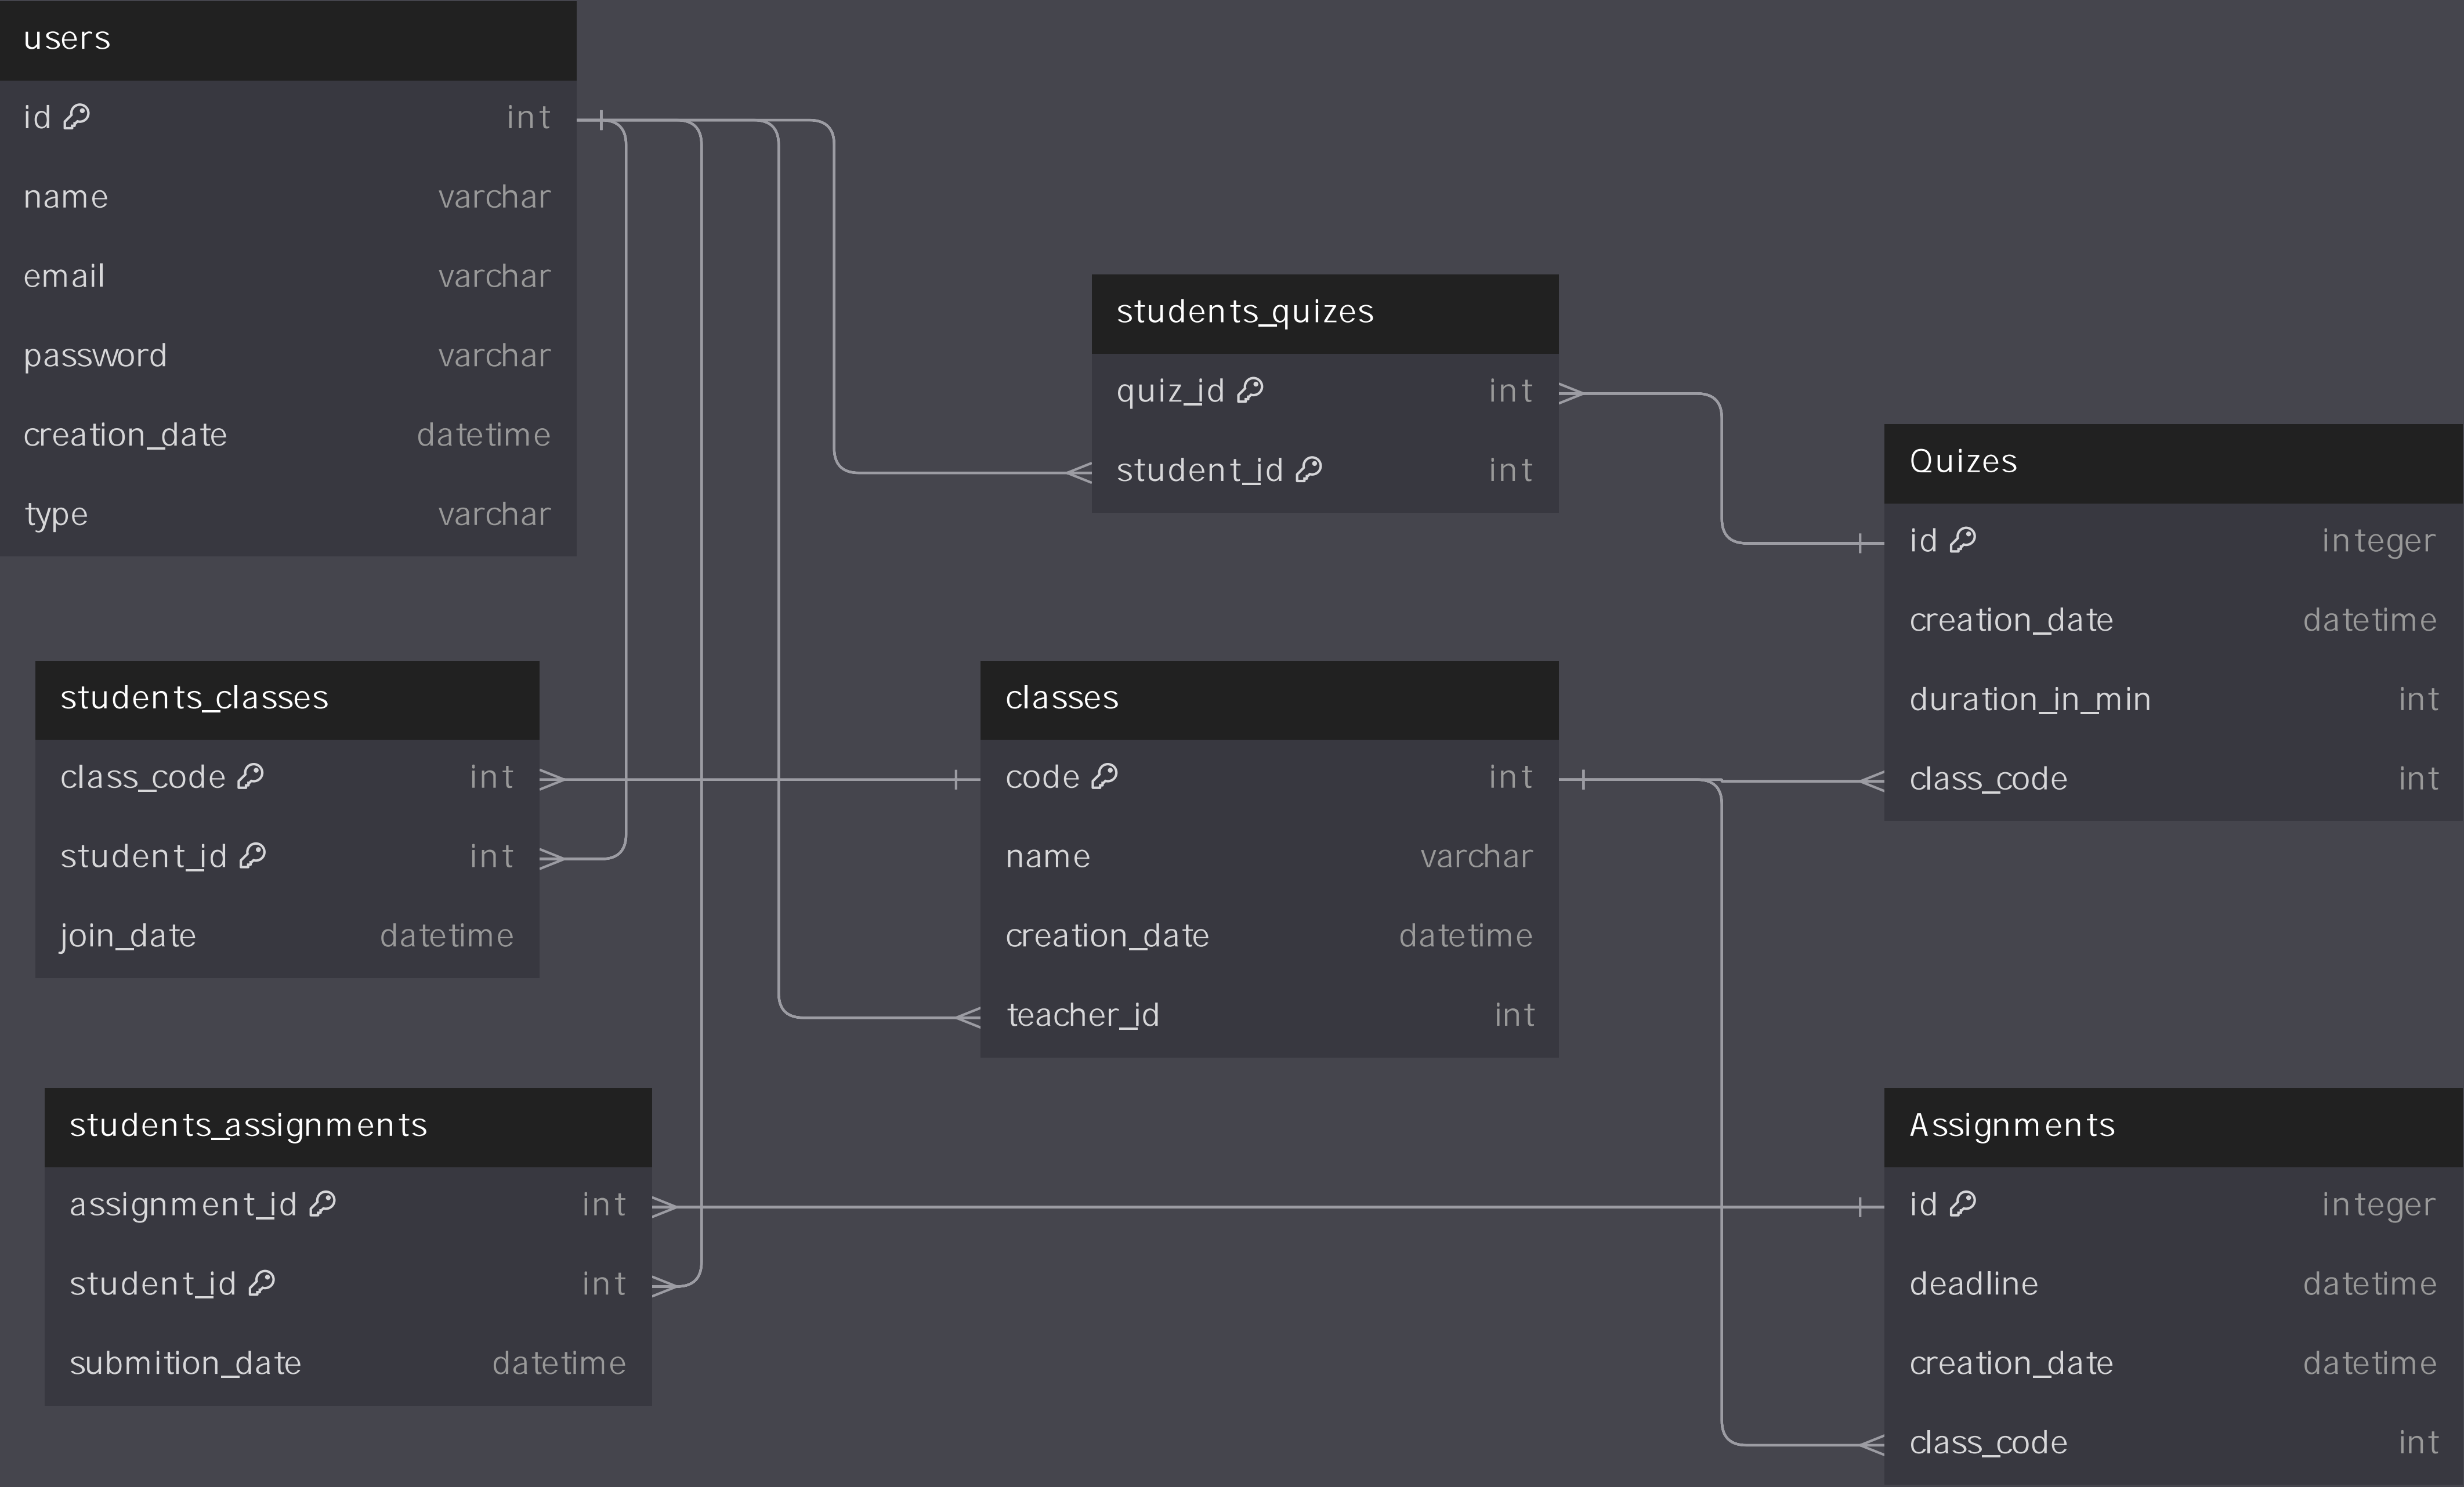 users
id int
name varchar
email varchar
password varchar
creation_date datetime
type varchar
students_quizes
quiz_id int
student_id int
Quizes
id integer
creation_date datetime
duration_in_min int
class_code int
students_classes
class_code int
student_id int
join_date datetime
classes
code int
name varchar
creation_date datetime
teacher_id int
students_assignments
assignment_id int
student_id int
submition_date datetime
Assignments
id integer
deadline datetime
creation_date datetime
class_code int